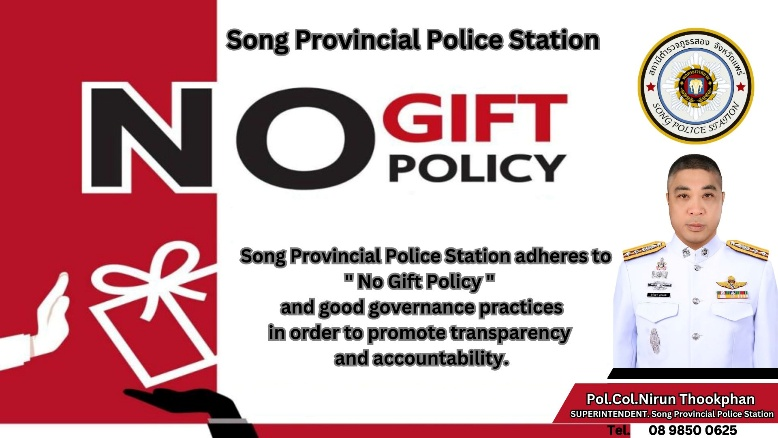 Song Provincial Police Station
สถานีตำรวจภูธรสอง จังหวัดแพร่
SONG POLICE STATION
NO GIFT
POLICY
Song Provincial Police Station adheres to
" No Gift Policy "
and good governance practices
in order to promote transparency
and accountability.
Pol.Col.Nirun Thookphan
SUPERINTENDENT. Song Provincial Police Station
Tel. 08 9850 0625